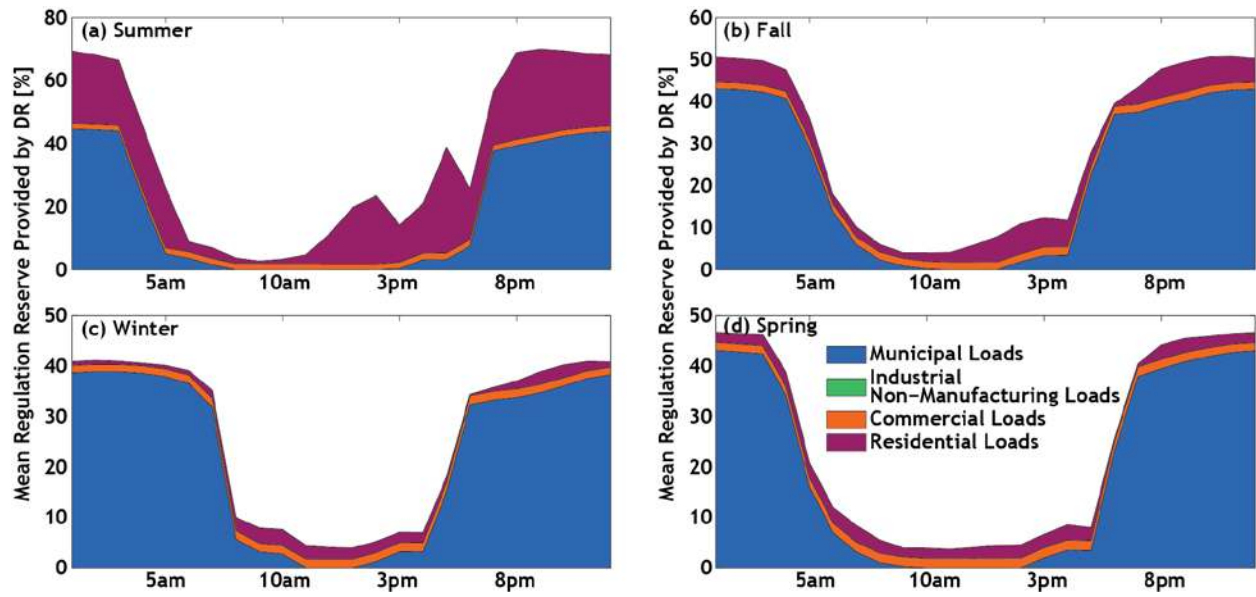 Mean Regulation Reserve Provided by DR [%]
80
60
40
20
0
(a) Summer
5am
10am
3pm
8pm
60
50
40
30
20
10
0
(b) Fall
5am
10am
3pm
8pm
Mean Regulation Reserve Provided by DR [%]
50
40
30
20
10
0
(c) Winter
5am
10am
3pm
8pm
50
40
30
20
10
0
(d) Spring
Municipal Loads
Industrial
Non-Manufacturing Loads
Commercial Loads
Residential Loads
5am
10am
3pm
8pm